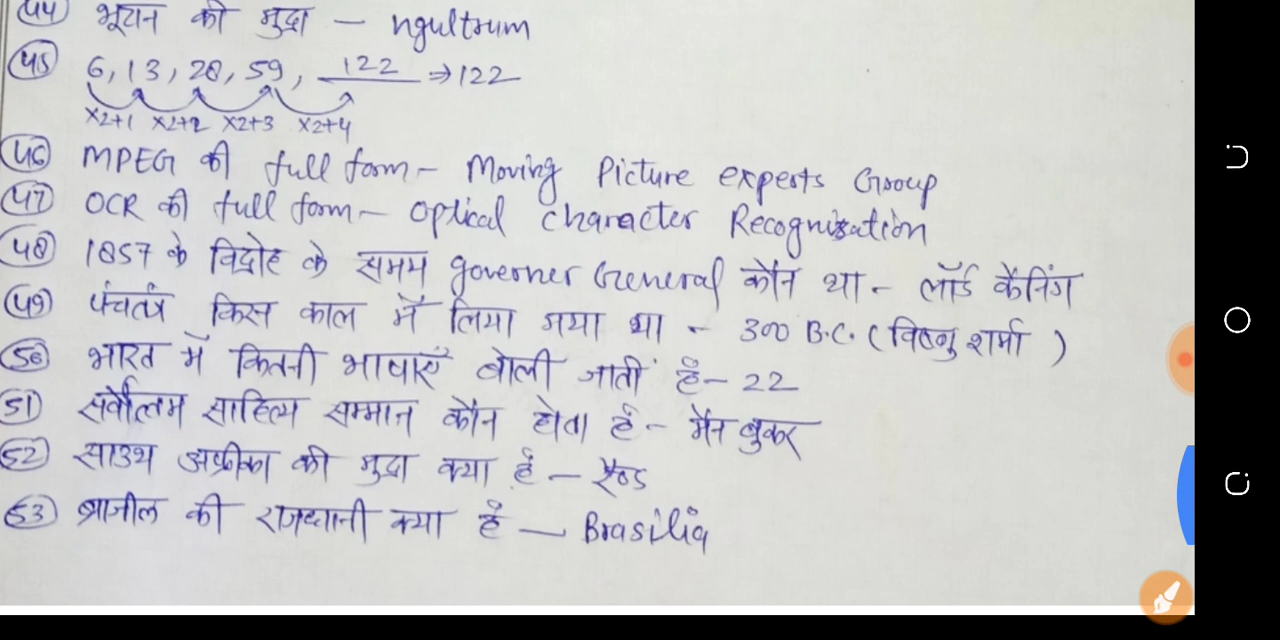 44 भूटान की मुद्रा – ngultrum
45 6, 13, 28, 59, 122 ⇒ 122
×2+1 ×2+2 ×2+3 ×2+4
46 MPEG की full form – Moving Picture experts Group
47 OCR की full form – optical character Recognisation
48 1857 के विद्रोह के समय governer General कौन था – लॉर्ड कैनिंग
49 पंचतंत्र किस काल में लिया गया था – 300 B.C. (विष्णु शर्मा)
50 भारत में कितनी भाषाएँ बोली जाती हैं – 22
51 सर्वोत्तम साहित्य सम्मान कौन होता है – मैन बुकर
52 साउथ अफ्रीका की मुद्रा क्या है – रैण्ड
53 ब्राजील की राजधानी क्या है – Brasilia